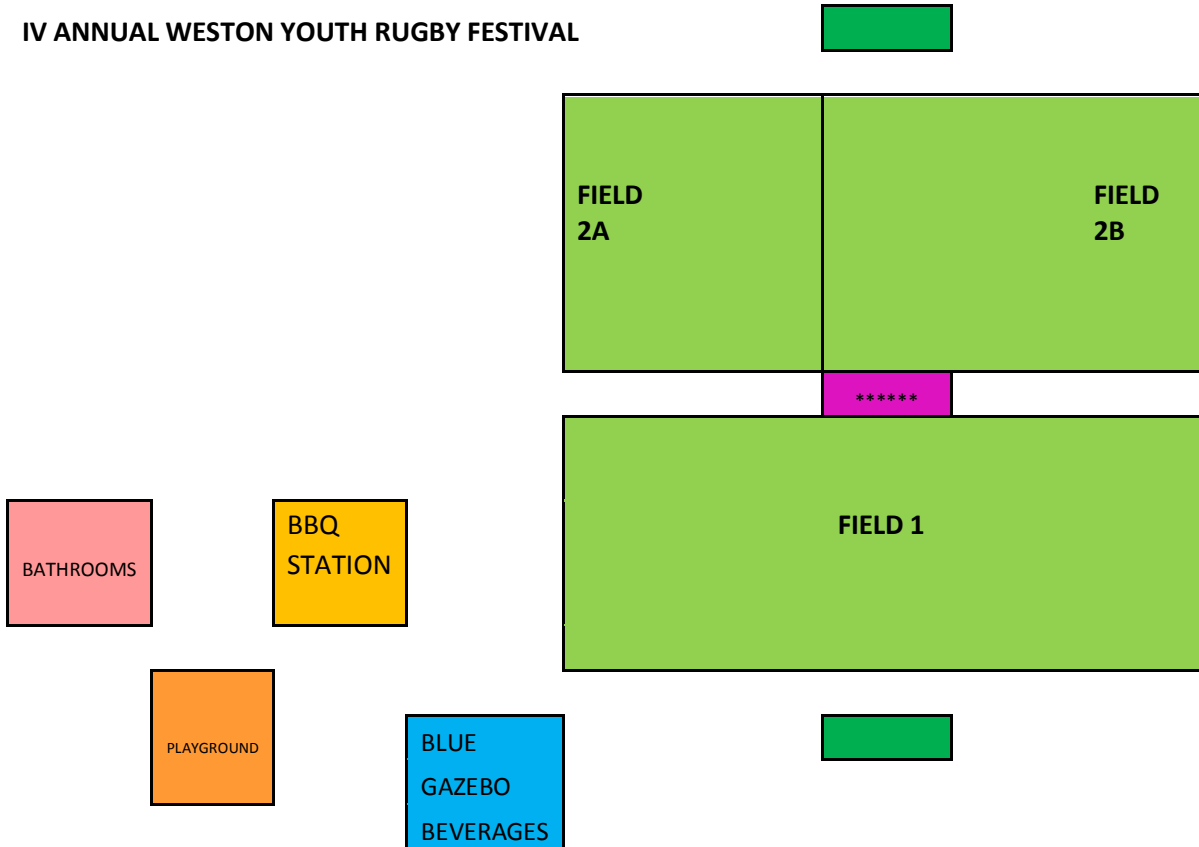 IV ANNUAL WESTON YOUTH RUGBY FESTIVAL
FIELD
2A
FIELD
2B
******
FIELD 1
BATHROOMS
BBQ
STATION
PLAYGROUND
BLUE
GAZEBO
BEVERAGES